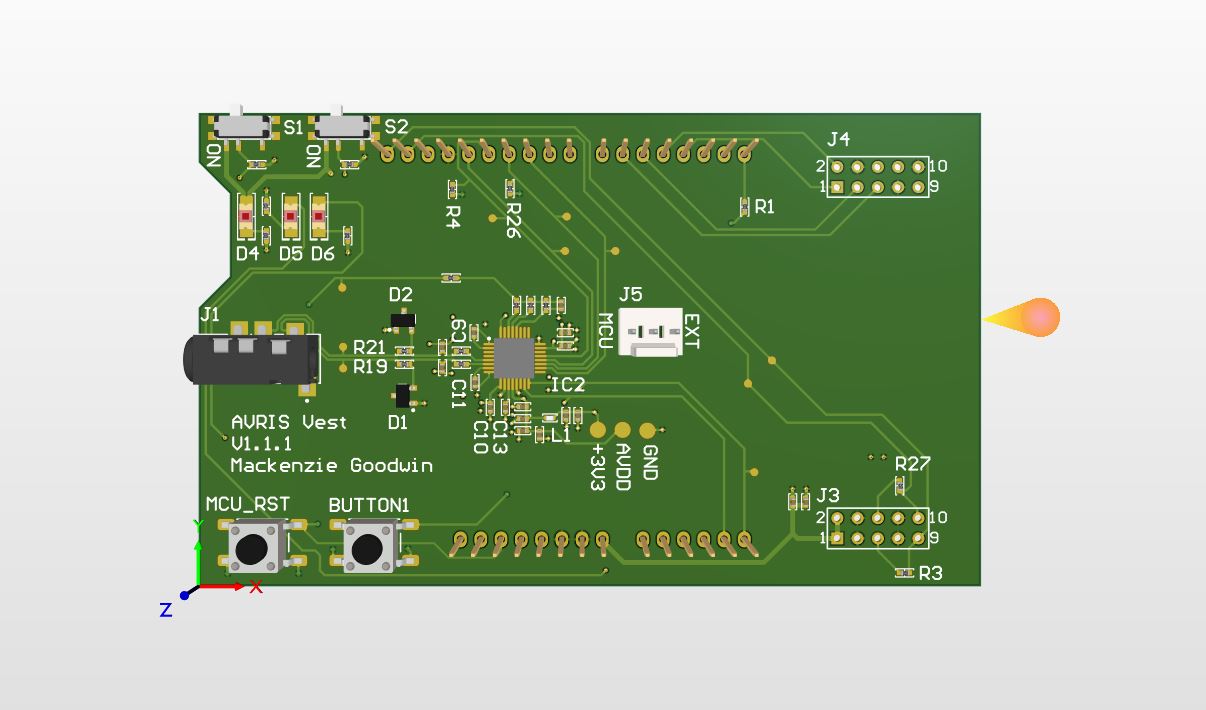 S1
S2
ON
ON
J4
2
10
1
9
R4
R26
R1
D4
D5
D6
D2
J5
J1
MCU
EXT
C9
R21
R19
IC2
C11
D1
AVRIS Vest
V1.1.1
Mackenzie Goodwin
C10
C13
L1
+3V3
AVDD
GND
R27
MCU_RST
BUTTON1
J3
2
10
1
9
R3
Y
X
Z